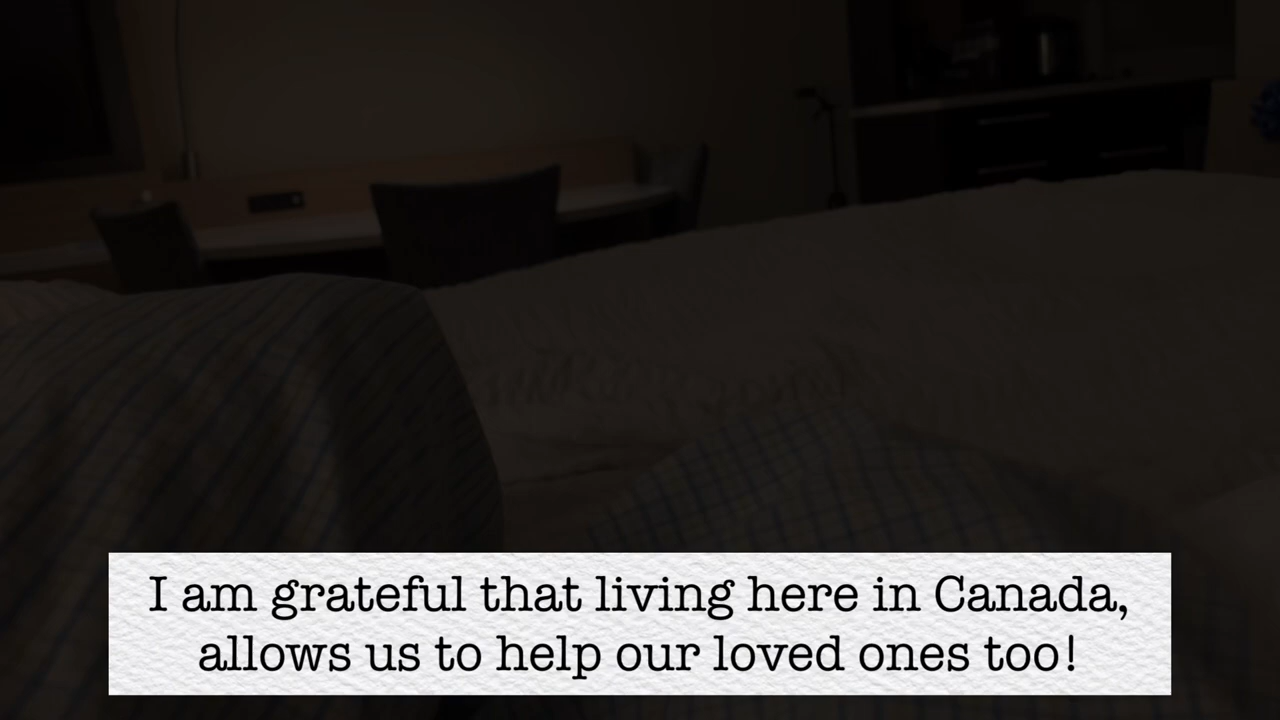 I am grateful that living here in Canada,
allows us to help our loved ones too!